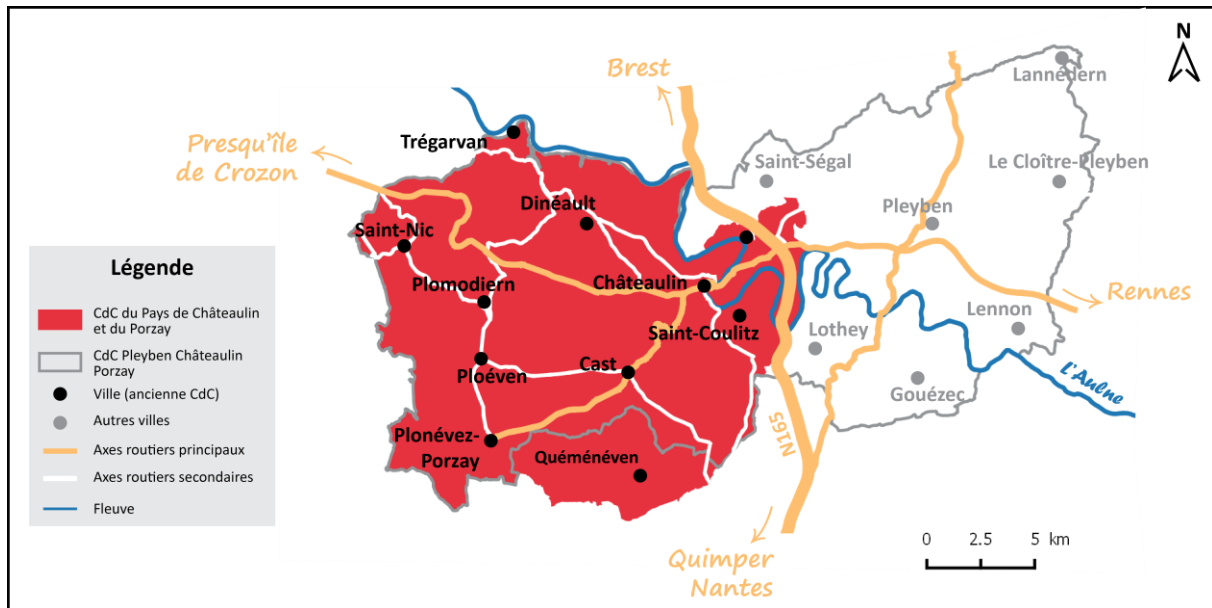 N
Brest
Lannédern
Trégarvan
Presqu'île
de Crozon
Saint-Ségal
Le Cloître-Pleyben
Dinéault
Pleyben
Saint-Nic
Légende
Châteaulin
Plomodiern
Rennes
CdC du Pays de Châteaulin
et du Porzay
Lennon
Saint-Coulitz
Lothey
CdC Pleyben Châteaulin
Porzay
Ploéven
Cast
L'Aulne
Gouézec
Ville (ancienne CdC)
Autres villes
N165
Plonévez-
Porzay
Quéménéven
Axes routiers principaux
Axes routiers secondaires
Fleuve
0 2.5 5 km
Quimper
Nantes